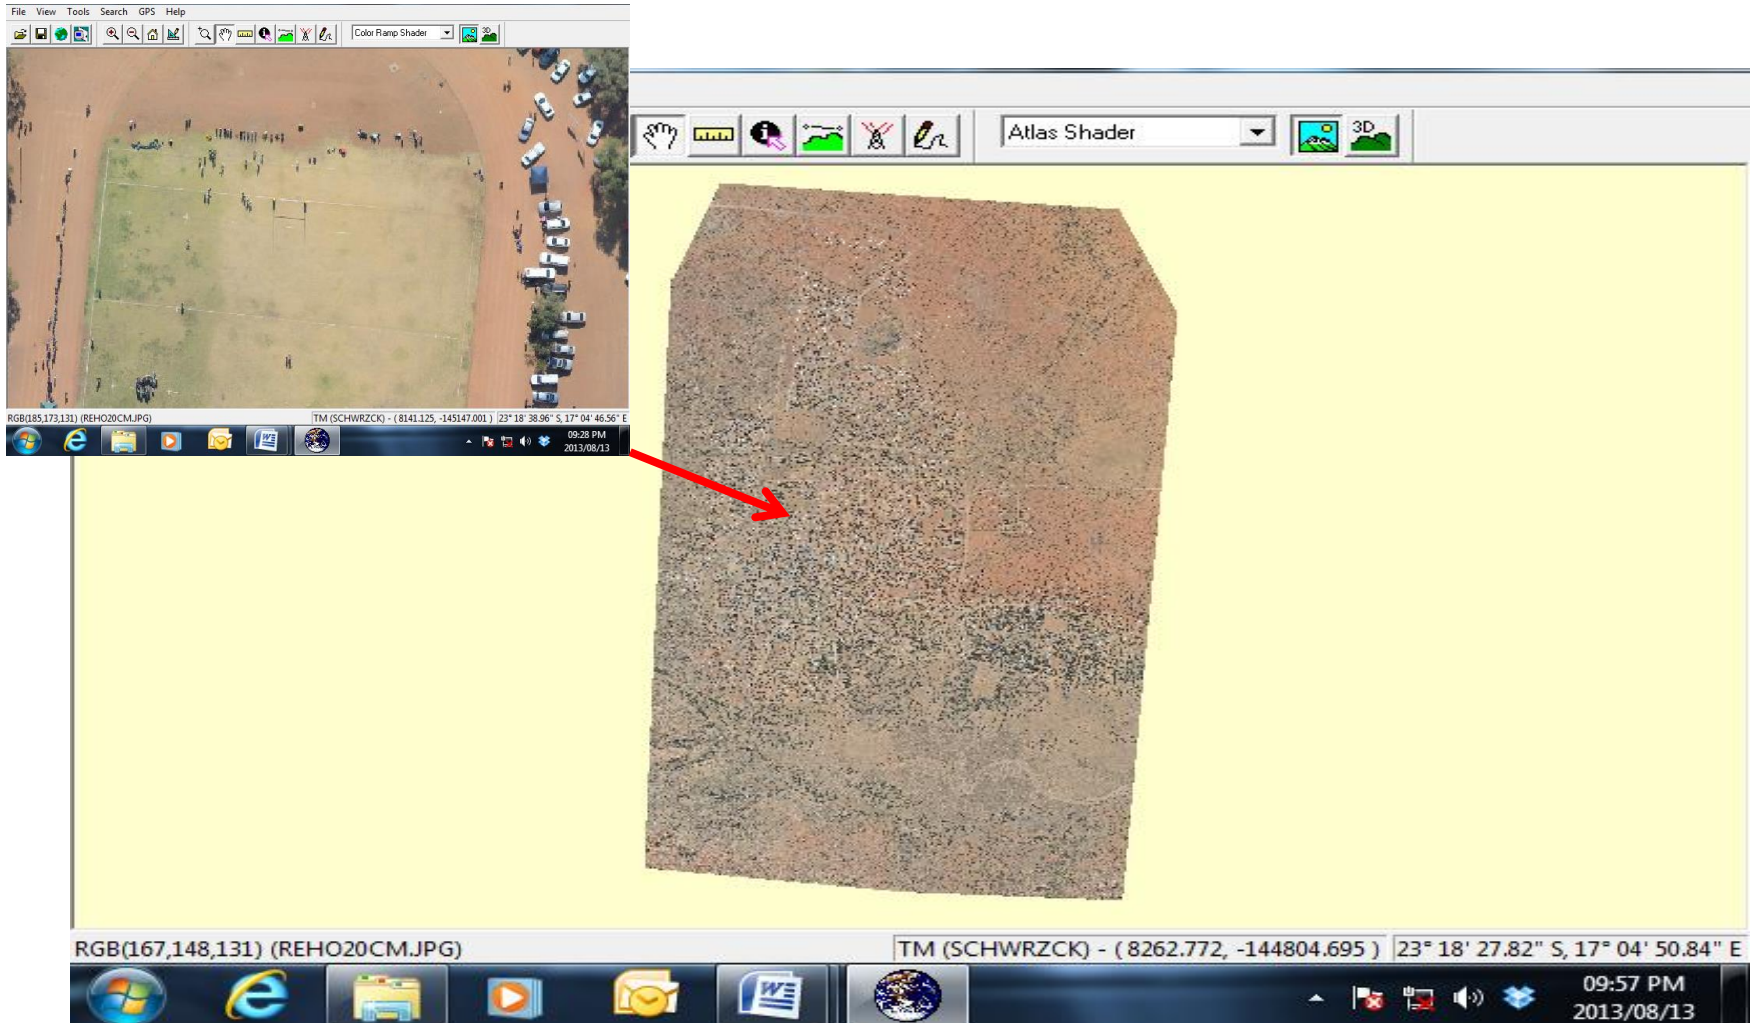 File View Tools Search GPS Help
Color Ramp Shader
3D
RGB(185,173,131) (REHO20CM.JPG) TM (SCHWRZCK) - ( 8141.125, -145147.001 ) 23° 18' 38.96" S, 17° 04' 46.56" E
09:28 PM
2013/08/13
Atlas Shader
3D
RGB(167,148,131) (REHO20CM.JPG) TM (SCHWRZCK) - ( 8262.772, -144804.695 ) 23° 18' 27.82" S, 17° 04' 50.84" E
09:57 PM
2013/08/13